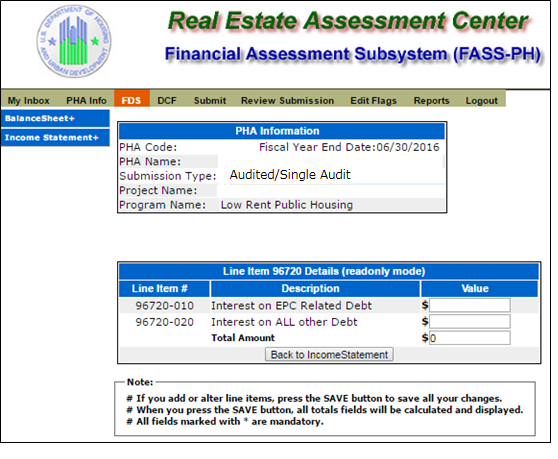 U.S. DEPARTMENT OF HOUSING AND URBAN DEVELOPMENT
Real Estate Assessment Center
Financial Assessment Subsystem (FASS-PH)
My Inbox PHA Info FDS DCF Submit Review Submission Edit Flags Reports Logout
BalanceSheet+
Income Statement+
PHA Information
PHA Code: Fiscal Year End Date:06/30/2016
PHA Name:
Submission Type: Audited/Single Audit
Project Name:
Program Name: Low Rent Public Housing
Line Item 96720 Details (readonly mode)
Line Item # Description Value
96720-010 Interest on EPC Related Debt $
96720-020 Interest on ALL other Debt $
Total Amount $0
Back to IncomeStatement
Note:
# If you add or alter line items, press the SAVE button to save all your changes.
# When you press the SAVE button, all totals fields will be calculated and displayed.
# All fields marked with * are mandatory.